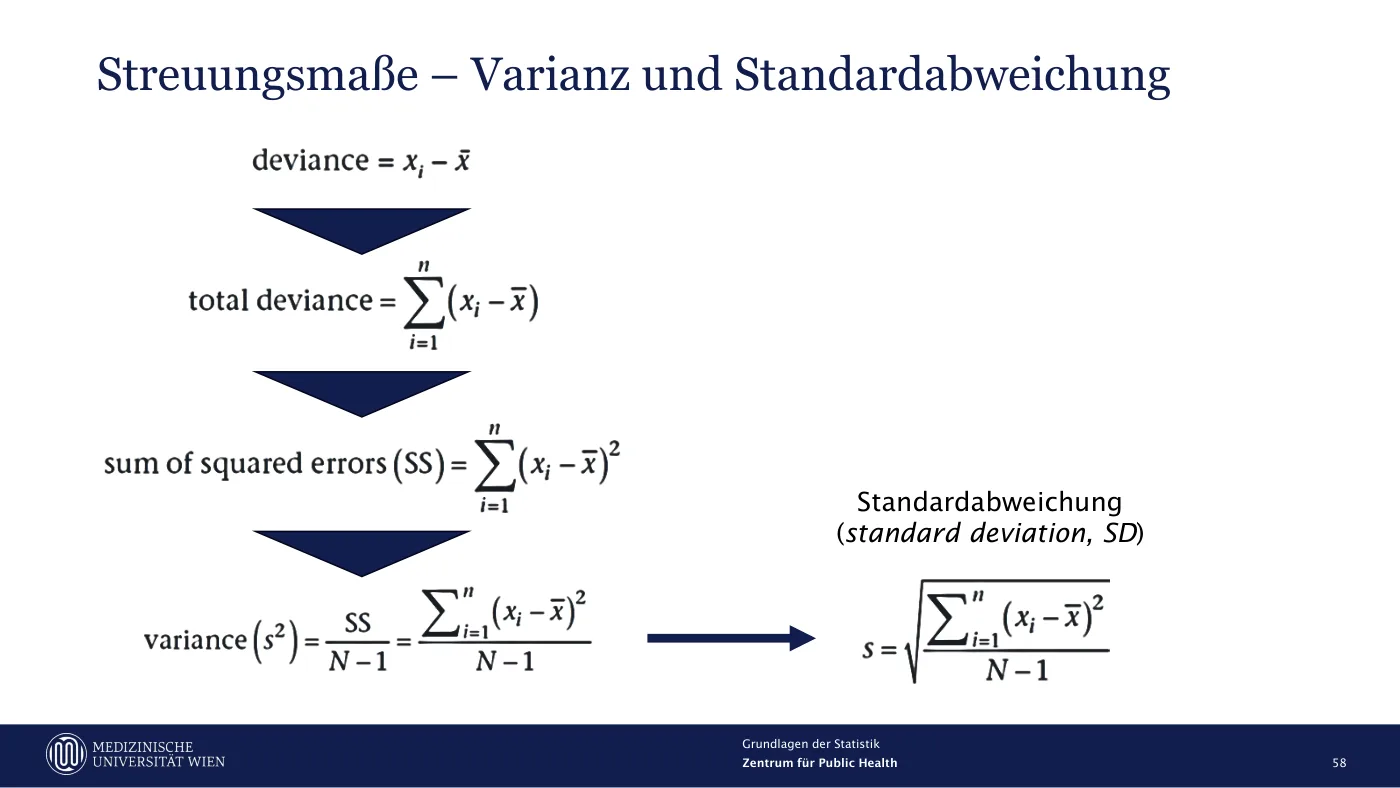 Streuungsmaße – Varianz und Standardabweichung
deviance = xᵢ – x̄
total deviance = ∑ⁿᵢ₌₁ (xᵢ – x̄)
sum of squared errors (SS) = ∑ⁿᵢ₌₁ (xᵢ – x̄)²
variance (s²) = SS / (N – 1) = ∑ⁿᵢ₌₁ (xᵢ – x̄)² / (N – 1)
Standardabweichung
(standard deviation, SD)
s = √(∑ⁿᵢ₌₁ (xᵢ – x̄)² / (N – 1))
MEDIZINISCHE
UNIVERSITÄT WIEN
Grundlagen der Statistik
Zentrum für Public Health
58